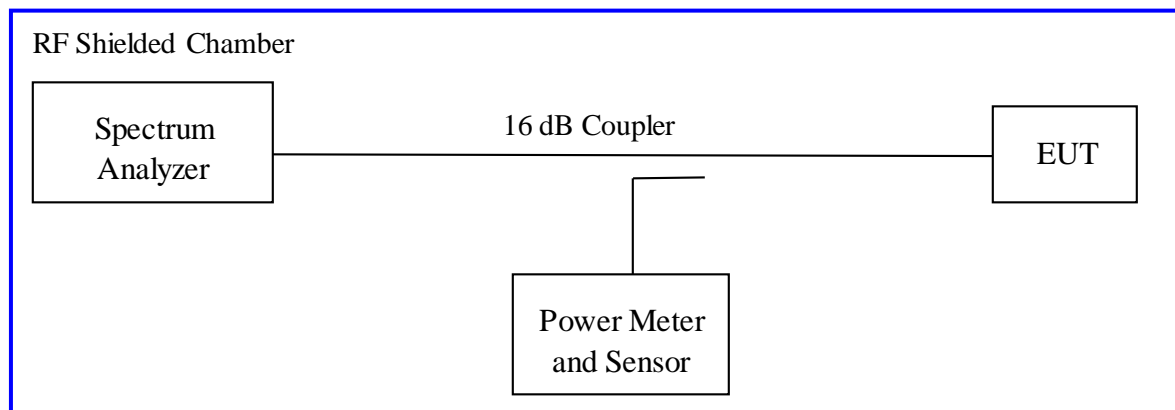 RF Shielded Chamber
Spectrum
Analyzer
16 dB Coupler
EUT
Power Meter
and Sensor